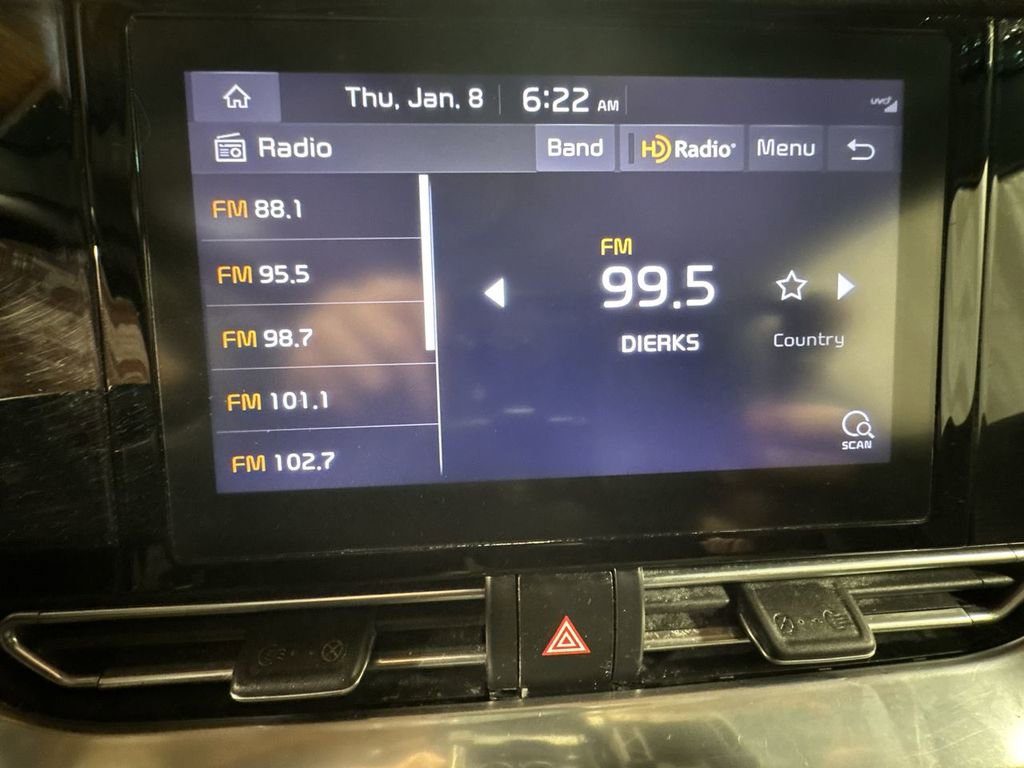 Thu, Jan. 8 6:22 AM UVO
Radio Band HD Radio Menu
FM 88.1
FM 95.5
FM 98.7
FM 101.1
FM 102.7
FM
99.5
DIERKS
Country
SCAN